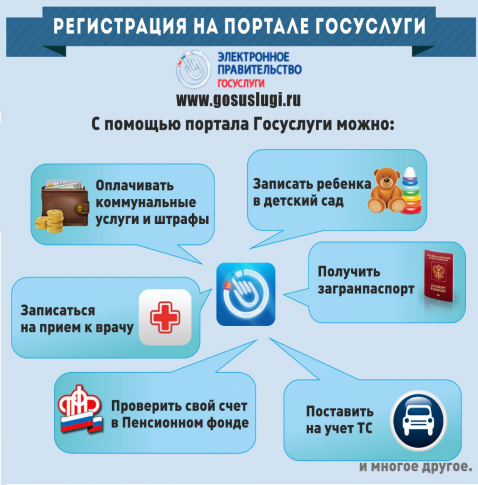 РЕГИСТРАЦИЯ НА ПОРТАЛЕ ГОСУСЛУГИ
ЭЛЕКТРОННОЕ
ПРАВИТЕЛЬСТВО
ГОСУСЛУГИ
www.gosuslugi.ru
С помощью портала Госуслуги можно:
Оплачивать
коммунальные
услуги и штрафы
Записать ребенка
в детский сад
Получить
загранпаспорт
Записаться
на прием к врачу
Проверить свой счет
в Пенсионном фонде
Поставить
на учет ТС
и многое другое.